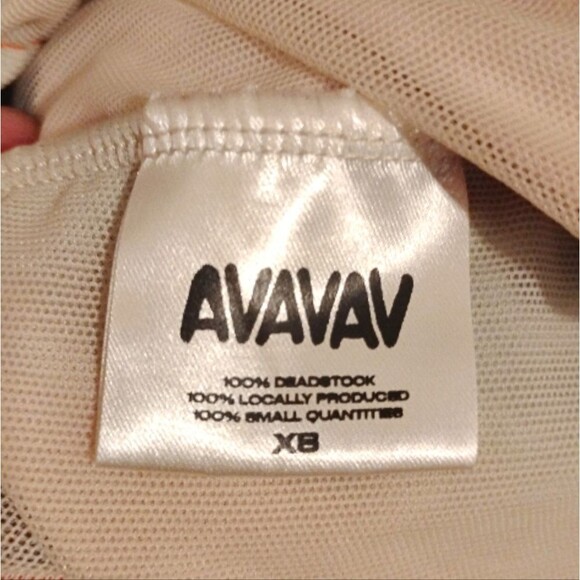 AVAVAV
100% DEADSTOCK
100% LOCALLY PRODUCED
100% SMALL QUANTITIES
XS